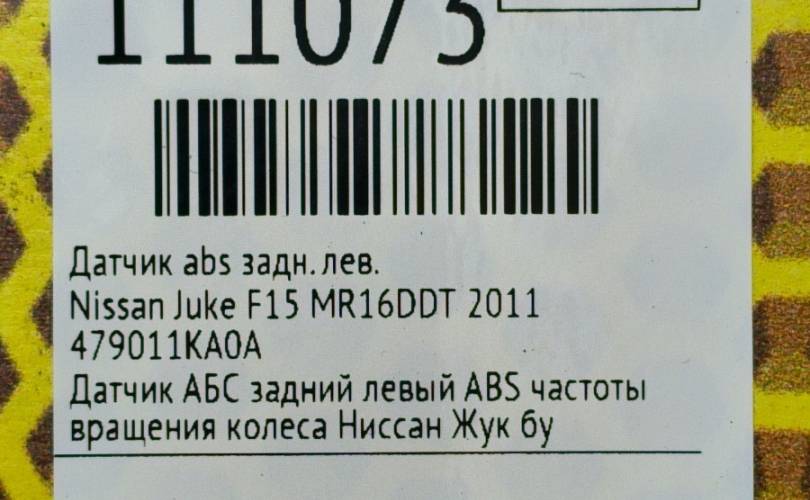 111073
Датчик abs задн. лев.
Nissan Juke F15 MR16DDT 2011
479011KA0A
Датчик АБС задний левый ABS частоты
вращения колеса Ниссан Жук бу